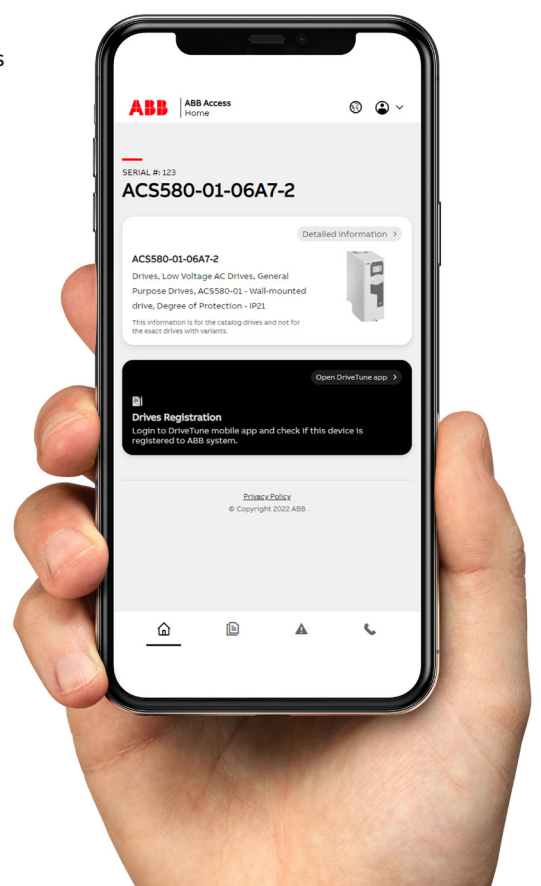 s
ABB
ABB Access
Home
SERIAL #: 123
ACS580-01-06A7-2
Detailed Information >
ACS580-01-06A7-2
Drives, Low Voltage AC Drives, General
Purpose Drives, ACS580-01 - Wall-mounted
drive, Degree of Protection - IP21
This information is for the catalog drives and not for
the exact drives with variants.
Open DriveTune app >
Drives Registration
Login to DriveTune mobile app and check if this device is
registered to ABB system.
Privacy Policy
© Copyright 2022 ABB